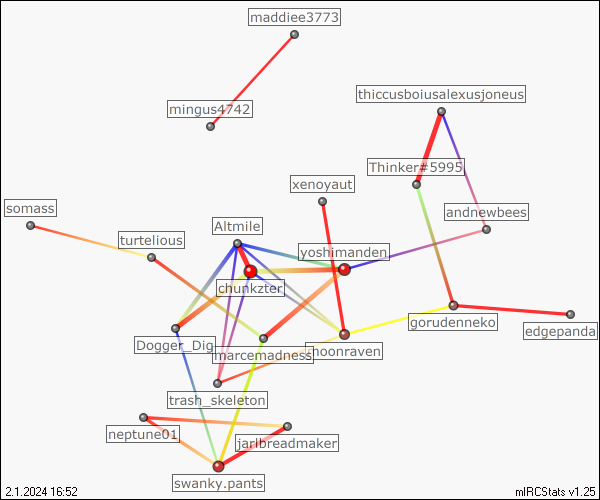 maddiee3773
thiccusboiusalexusjoneus
mingus4742
Thinker#5995
xenoyaut
somass
andnewbees
Altmile
turtelious
yoshimanden
chunkzter
gorudenneko
edgepanda
Dogger_Dig
marcemadness
noonraven
trash_skeleton
neptune01
jarlbreadmaker
swanky.pants
2.1.2024 16:52
mIRCStats v1.25